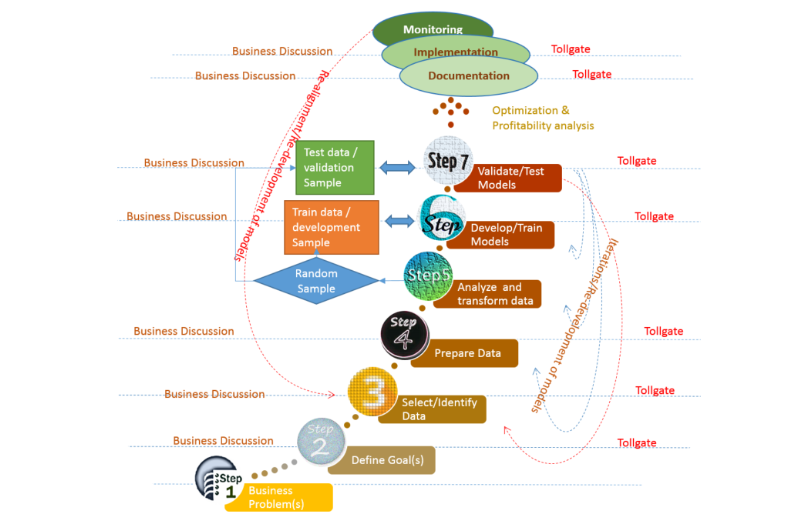 Monitoring
Business Discussion
Implementation
Tollgate
Business Discussion
Documentation
Tollgate
Optimization &
Profitability analysis
Re-alignment/Re-development of models
Business Discussion
Test data /
validation
Sample
Step 7
Validate/Test
Models
Tollgate
Business Discussion
Train data /
development
Sample
Step
6
Develop/Train
Models
Tollgate
Random
Sample
Step5
Analyze and
transform data
Itrations/Re-development of models
Business Discussion
Step
4
Prepare Data
Tollgate
Business Discussion
3
Select/Identify
Data
Tollgate
Business Discussion
Step
2
Define Goal(s)
Tollgate
Step
1
Business
Problem(s)